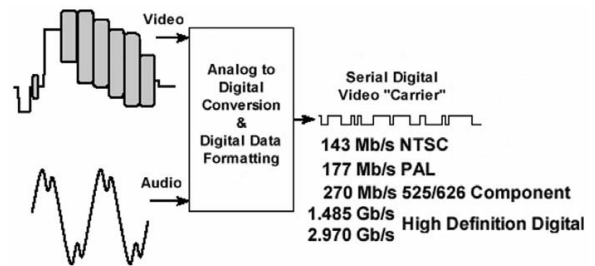 Video
Analog to
Digital
Conversion
&
Digital Data
Formatting
Audio
Serial Digital
Video "Carrier"
143 Mb/s NTSC
177 Mb/s PAL
270 Mb/s 525/626 Component
1.485 Gb/s
2.970 Gb/s
High Definition Digital